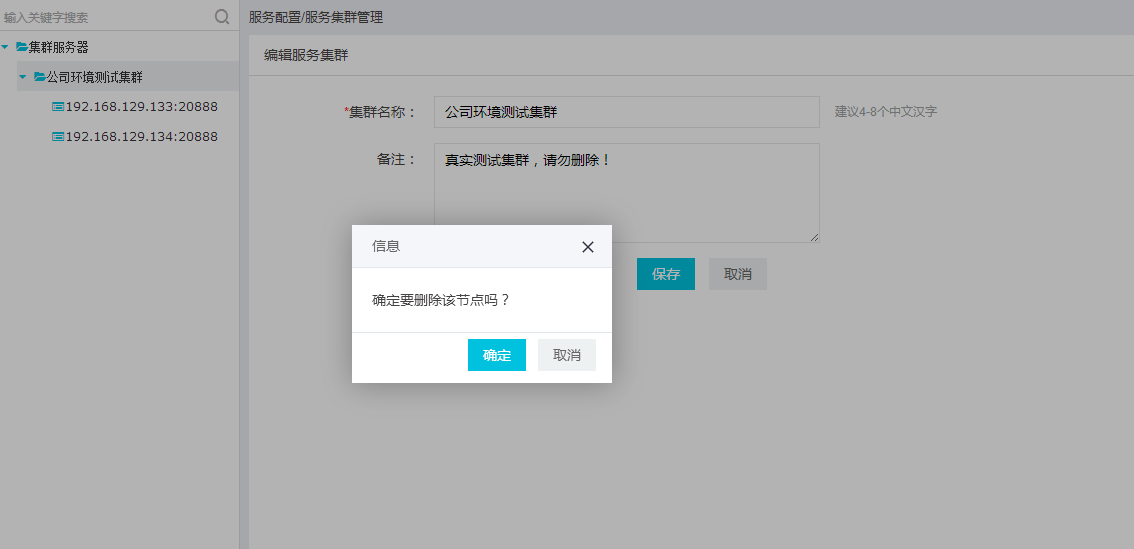 输入关键字搜索
集群服务器
公司环境测试集群
192.168.129.133:20888
192.168.129.134:20888
服务配置/服务集群管理
编辑服务集群
*集群名称： 公司环境测试集群 建议4-8个中文汉字
备注： 真实测试集群，请勿删除！
保存 取消
信息
确定要删除该节点吗？
确定 取消